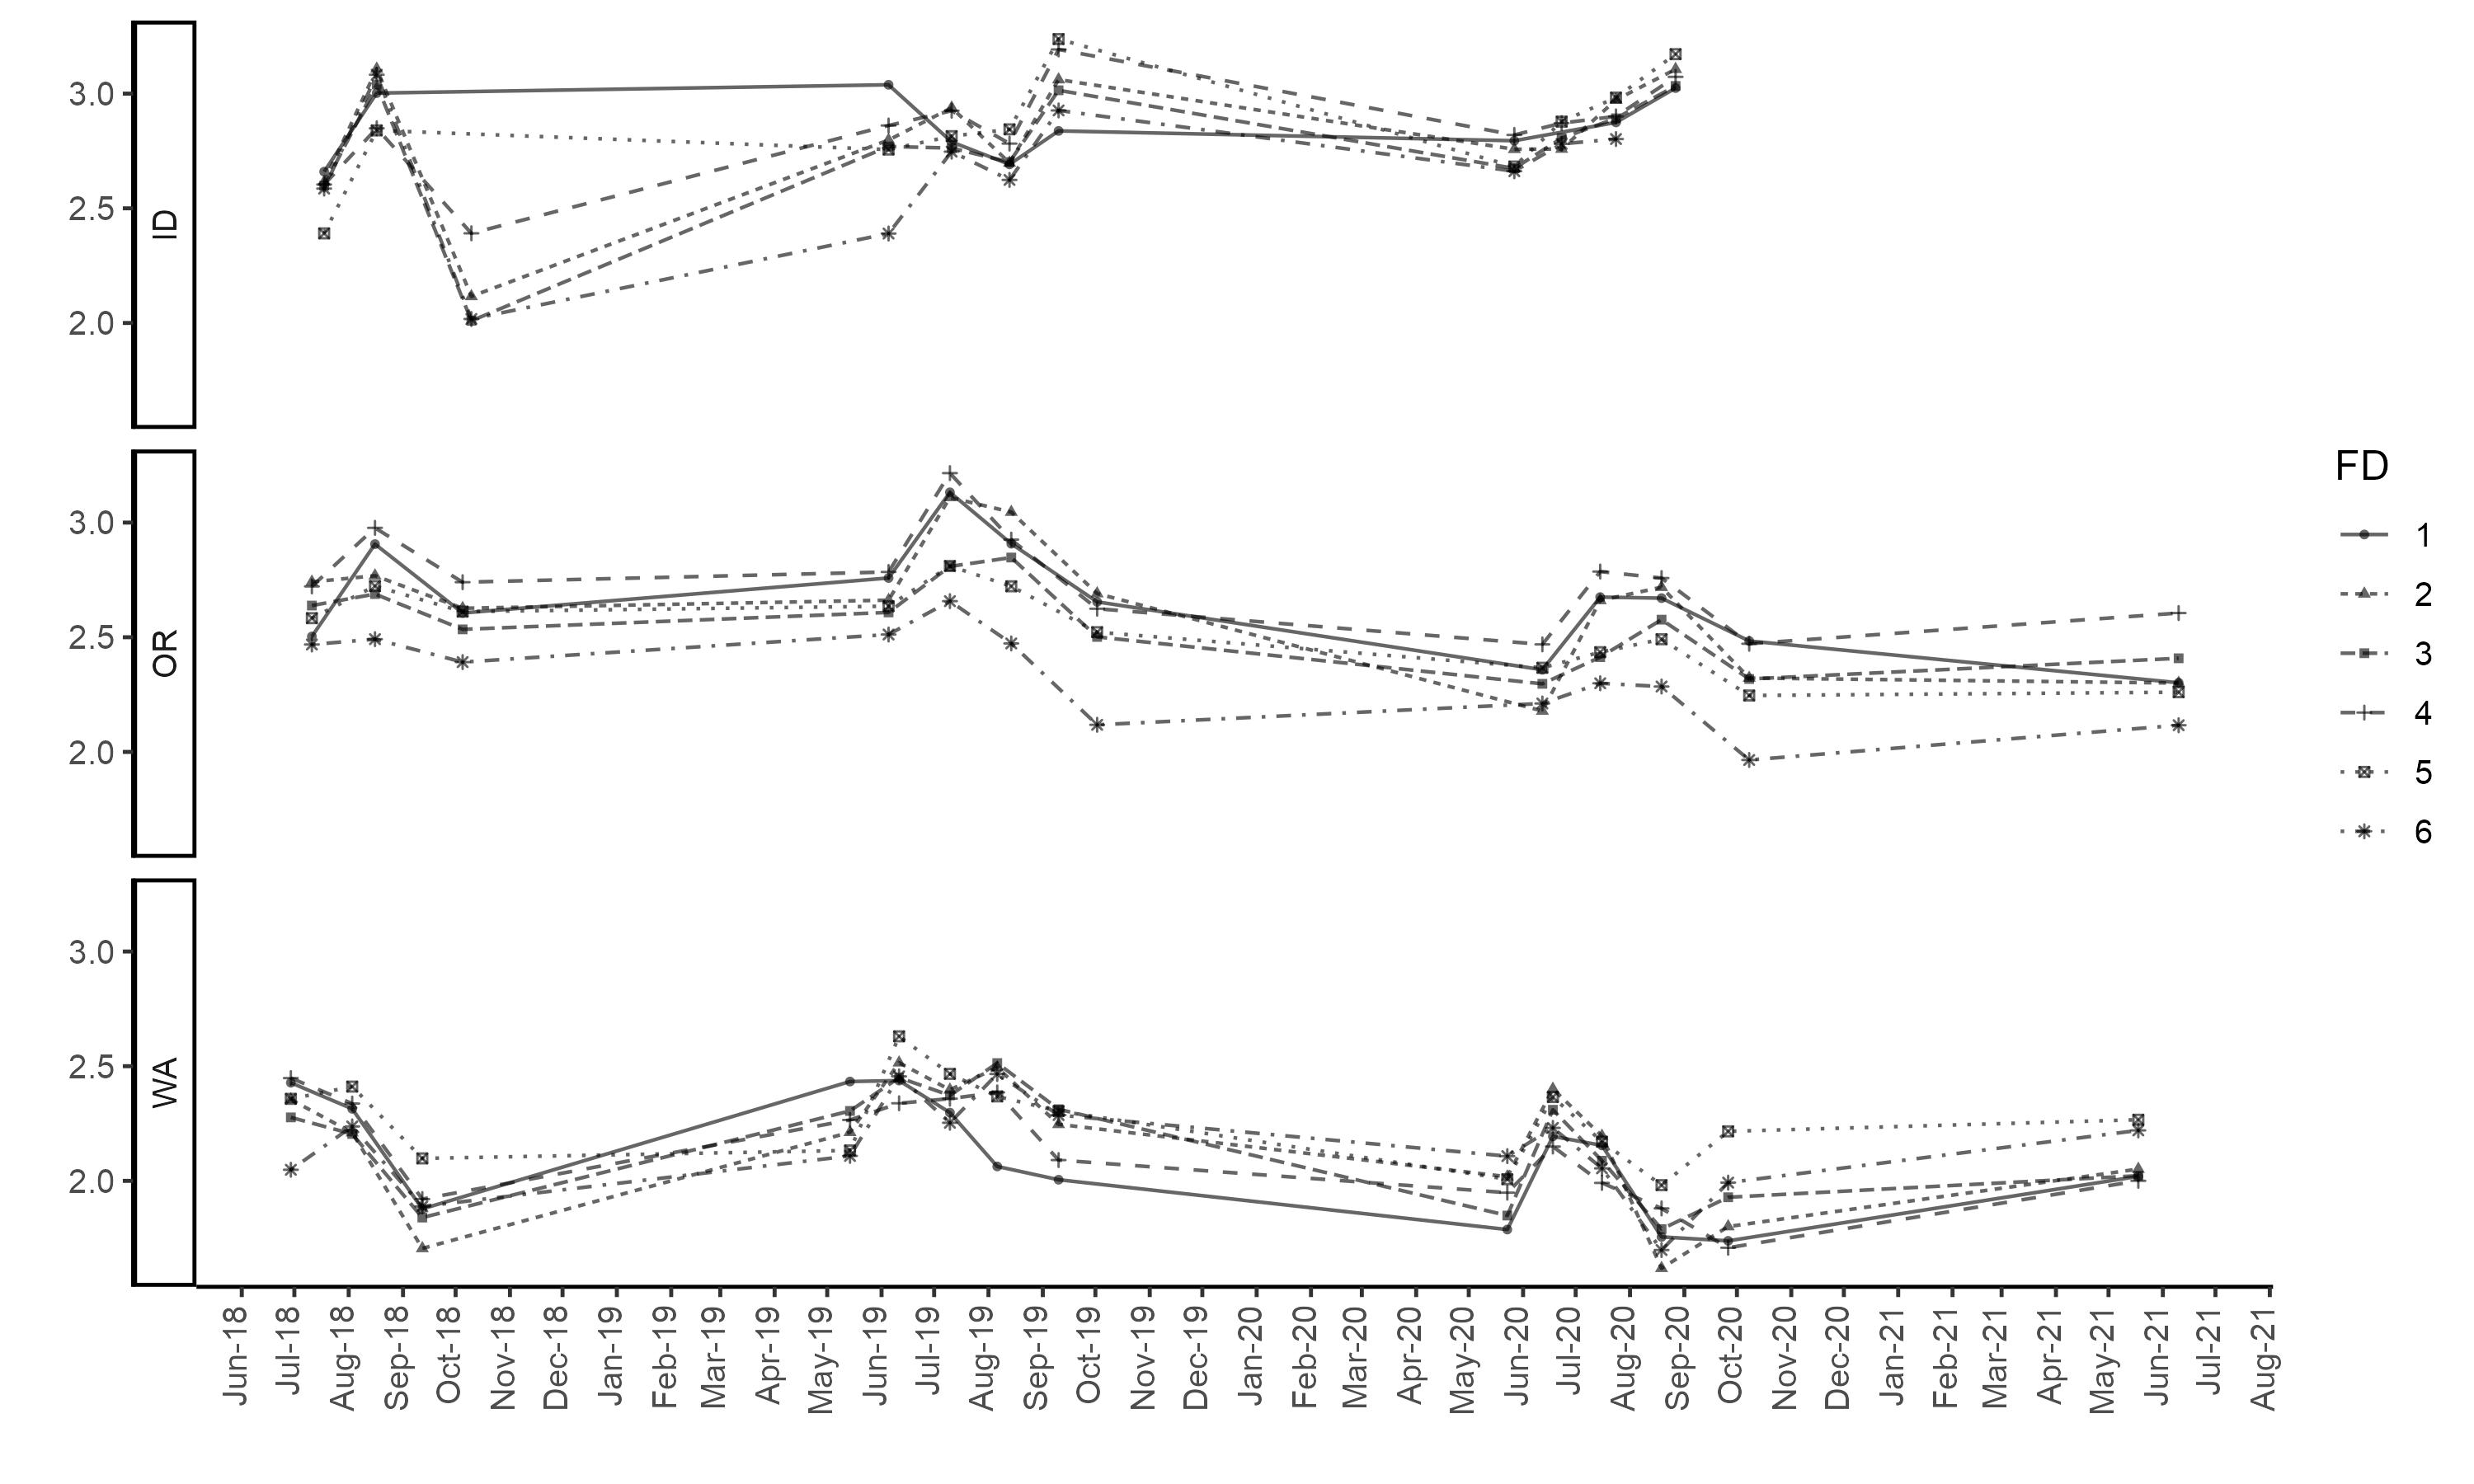 3.0
2.5
2.0
ID
3.0
2.5
2.0
OR
3.0
2.5
2.0
WA
FD
1
2
3
4
5
6
Jun-18
Jul-18
Aug-18
Sep-18
Oct-18
Nov-18
Dec-18
Jan-19
Feb-19
Mar-19
Apr-19
May-19
Jun-19
Jul-19
Aug-19
Sep-19
Oct-19
Nov-19
Dec-19
Jan-20
Feb-20
Mar-20
Apr-20
May-20
Jun-20
Jul-20
Aug-20
Sep-20
Oct-20
Nov-20
Dec-20
Jan-21
Feb-21
Mar-21
Apr-21
May-21
Jun-21
Jul-21
Aug-21